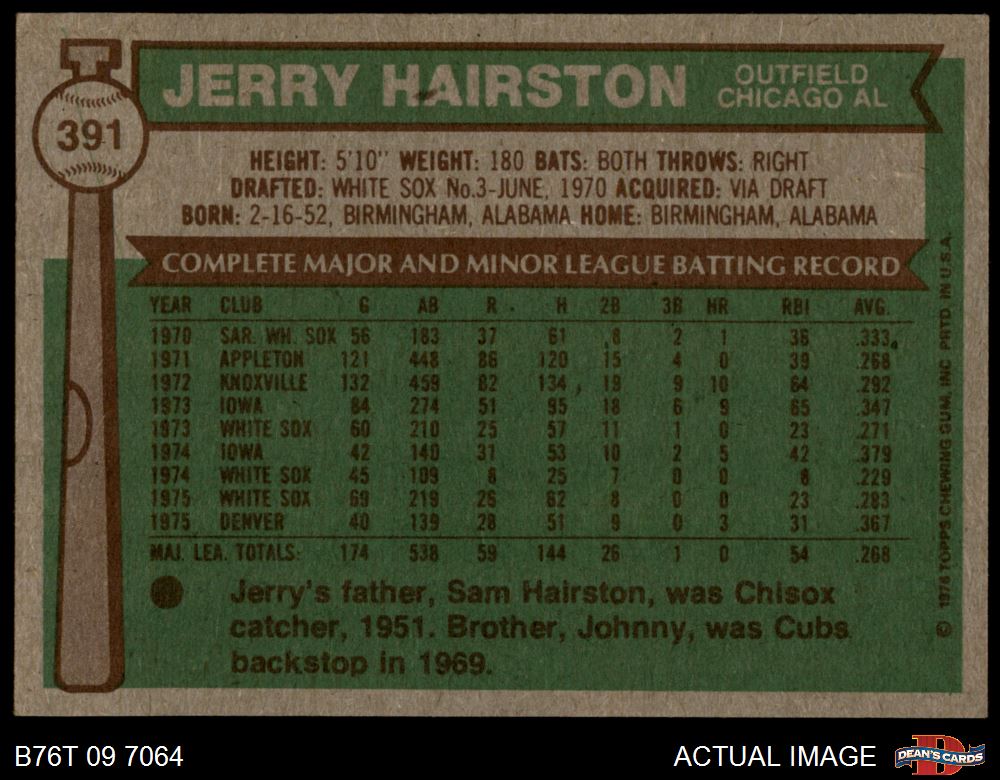 JERRY HAIRSTON
OUTFIELD
CHICAGO AL
391
HEIGHT: 5'10" WEIGHT: 180 BATS: BOTH THROWS: RIGHT
DRAFTED: WHITE SOX No.3-JUNE, 1970 ACQUIRED: VIA DRAFT
BORN: 2-16-52, BIRMINGHAM, ALABAMA HOME: BIRMINGHAM, ALABAMA
COMPLETE MAJOR AND MINOR LEAGUE BATTING RECORD
YEAR CLUB G AB R H 2B 3B HR RBI AVG.
1970 SAR. WH. SOX 56 183 37 61 8 2 1 36 .333
1971 APPLETON 121 448 86 120 15 4 0 39 .268
1972 KNOXVILLE 132 459 82 134 19 9 10 64 .292
1973 IOWA 84 274 51 95 18 6 9 65 .347
1973 WHITE SOX 60 210 25 57 11 1 0 23 .271
1974 IOWA 42 140 31 53 10 2 5 42 .379
1974 WHITE SOX 45 109 8 25 7 0 0 8 .229
1975 WHITE SOX 69 219 26 62 8 0 0 23 .283
1975 DENVER 40 139 28 51 9 0 3 31 .367
MAJ. LEA. TOTALS: 174 538 59 144 26 1 0 54 .268
Jerry's father, Sam Hairston, was Chisox
catcher, 1951. Brother, Johnny, was Cubs
backstop in 1969.
© 1976 TOPPS CHEWING GUM, INC PRTD. IN U.S.A.
B76T 09 7064
ACTUAL IMAGE
D
DEAN'S CARDS